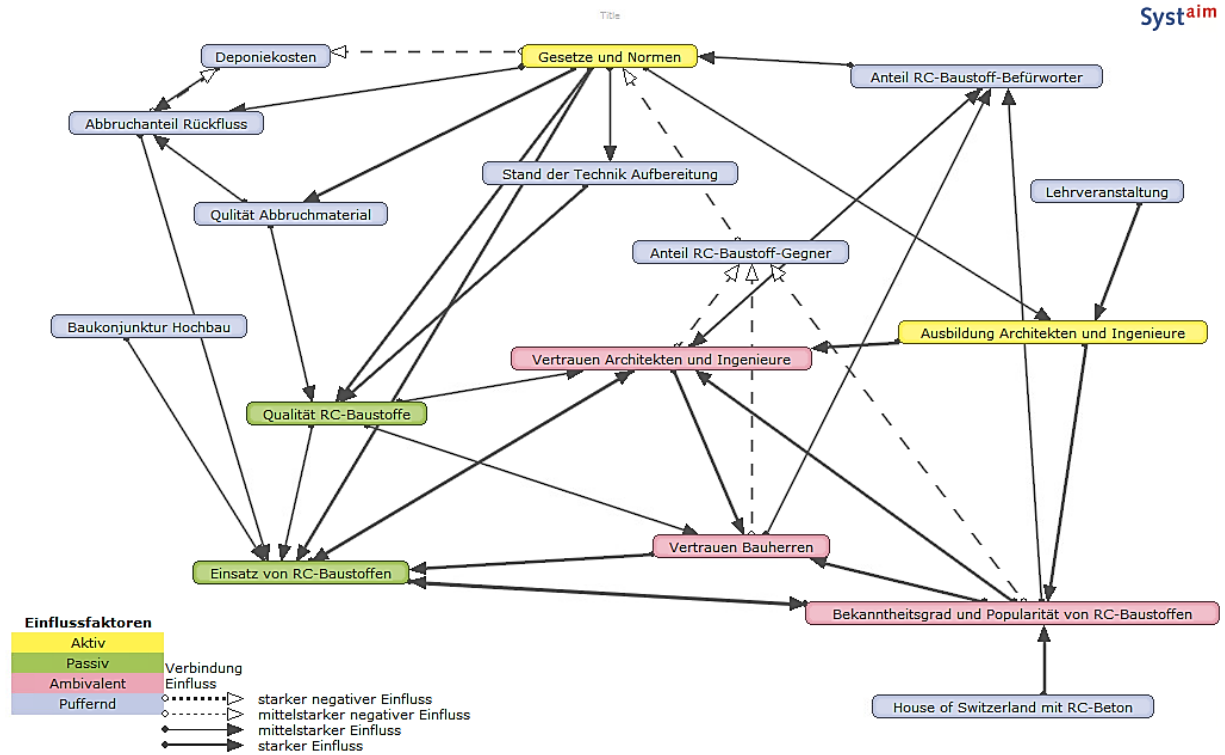 Title
Systaim
Deponiekosten
Gesetze und Normen
Anteil RC-Baustoff-Befürworter
Abbruchanteil Rückfluss
Stand der Technik Aufbereitung
Lehrveranstaltung
Qulität Abbruchmaterial
Anteil RC-Baustoff-Gegner
Baukonjunktur Hochbau
Ausbildung Architekten und Ingenieure
Vertrauen Architekten und Ingenieure
Qualität RC-Baustoffe
Vertrauen Bauherren
Einsatz von RC-Baustoffen
Bekanntheitsgrad und Popularität von RC-Baustoffen
House of Switzerland mit RC-Beton
Einflussfaktoren
Aktiv
Passiv
Ambivalent
Puffernd
Verbindung
Einfluss
starker negativer Einfluss
mittelstarker negativer Einfluss
mittelstarker Einfluss
starker Einfluss